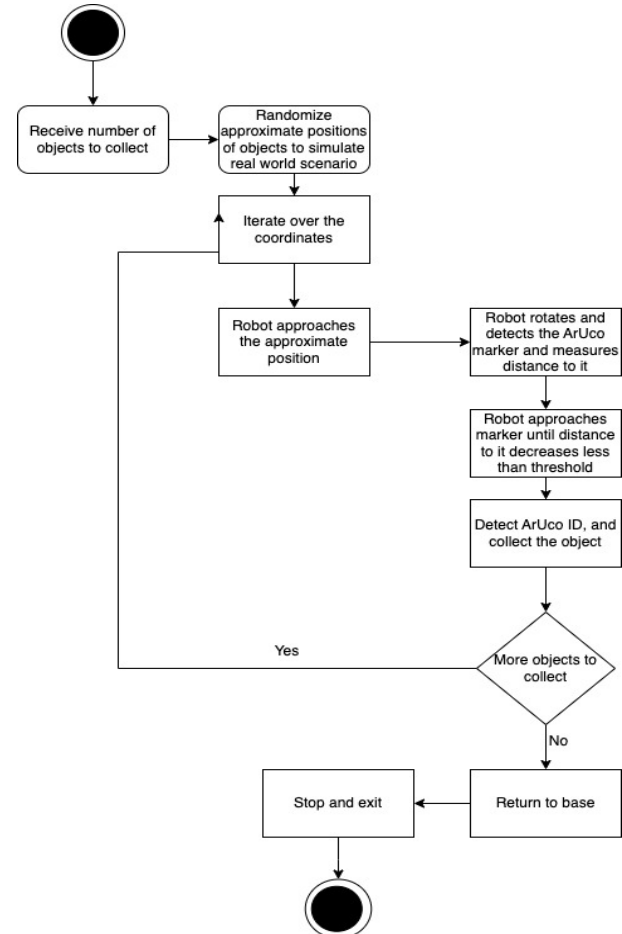 Receive number of
objects to collect
Randomize
approximate positions
of objects to simulate
real world scenario
Iterate over the
coordinates
Robot approaches
the approximate
position
Robot rotates and
detects the ArUco
marker and measures
distance to it
Robot approaches
marker until distance
to it decreases less
than threshold
Detect ArUco ID, and
collect the object
More objects to
collect
Yes
No
Return to base
Stop and exit